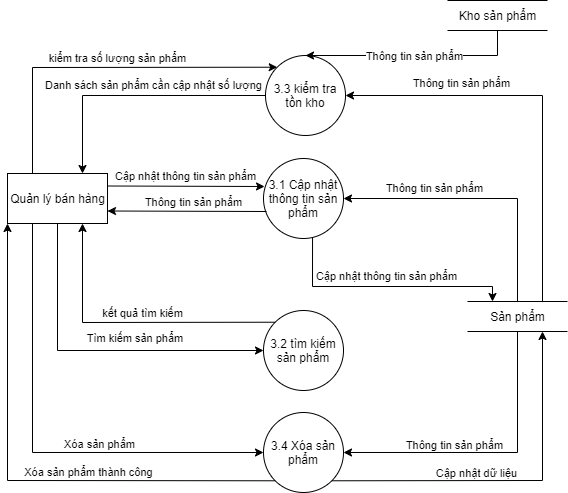 Kho sản phẩm
kiểm tra số lượng sản phẩm
Thông tin sản phẩm
Danh sách sản phẩm cần cập nhật số lượng
3.3 kiểm tra
tồn kho
Thông tin sản phẩm
Quản lý bán hàng
Cập nhật thông tin sản phẩm
Thông tin sản phẩm
3.1 Cập nhật
thông tin sản
phẩm
Thông tin sản phẩm
Cập nhật thông tin sản phẩm
Sản phẩm
kết quả tìm kiếm
Tìm kiếm sản phẩm
3.2 tìm kiếm
sản phẩm
Xóa sản phẩm
3.4 Xóa sản
phẩm
Thông tin sản phẩm
Xóa sản phẩm thành công
Cập nhật dữ liệu